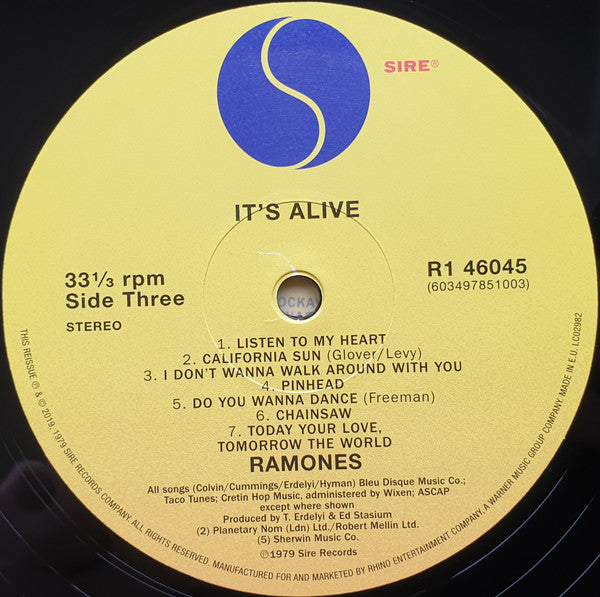 SIRE®
IT'S ALIVE
33⅓ rpm
Side Three
STEREO
R1 46045
(603497851003)
OCKAW
1. LISTEN TO MY HEART
2. CALIFORNIA SUN (Glover/Levy)
3. I DON'T WANNA WALK AROUND WITH YOU
4. PINHEAD
5. DO YOU WANNA DANCE (Freeman)
6. CHAINSAW
7. TODAY YOUR LOVE,
TOMORROW THE WORLD
RAMONES
All songs (Colvin/Cummings/Erdelyi/Hyman) Bleu Disque Music Co.;
Taco Tunes; Cretin Hop Music, administered by Wixen; ASCAP
except where shown
Produced by T. Erdelyi & Ed Stasium
(2) Planetary Nom (Ldn) Ltd./Robert Mellin Ltd.
(5) Sherwin Music Co.
℗1979 Sire Records
THIS REISSUE ℗ & © 2019, 1979 SIRE RECORDS COMPANY. ALL RIGHTS RESERVED. MANUFACTURED FOR AND MARKETED BY RHINO ENTERTAINMENT COMPANY, A WARNER MUSIC GROUP COMPANY. MADE IN E.U. LC02982